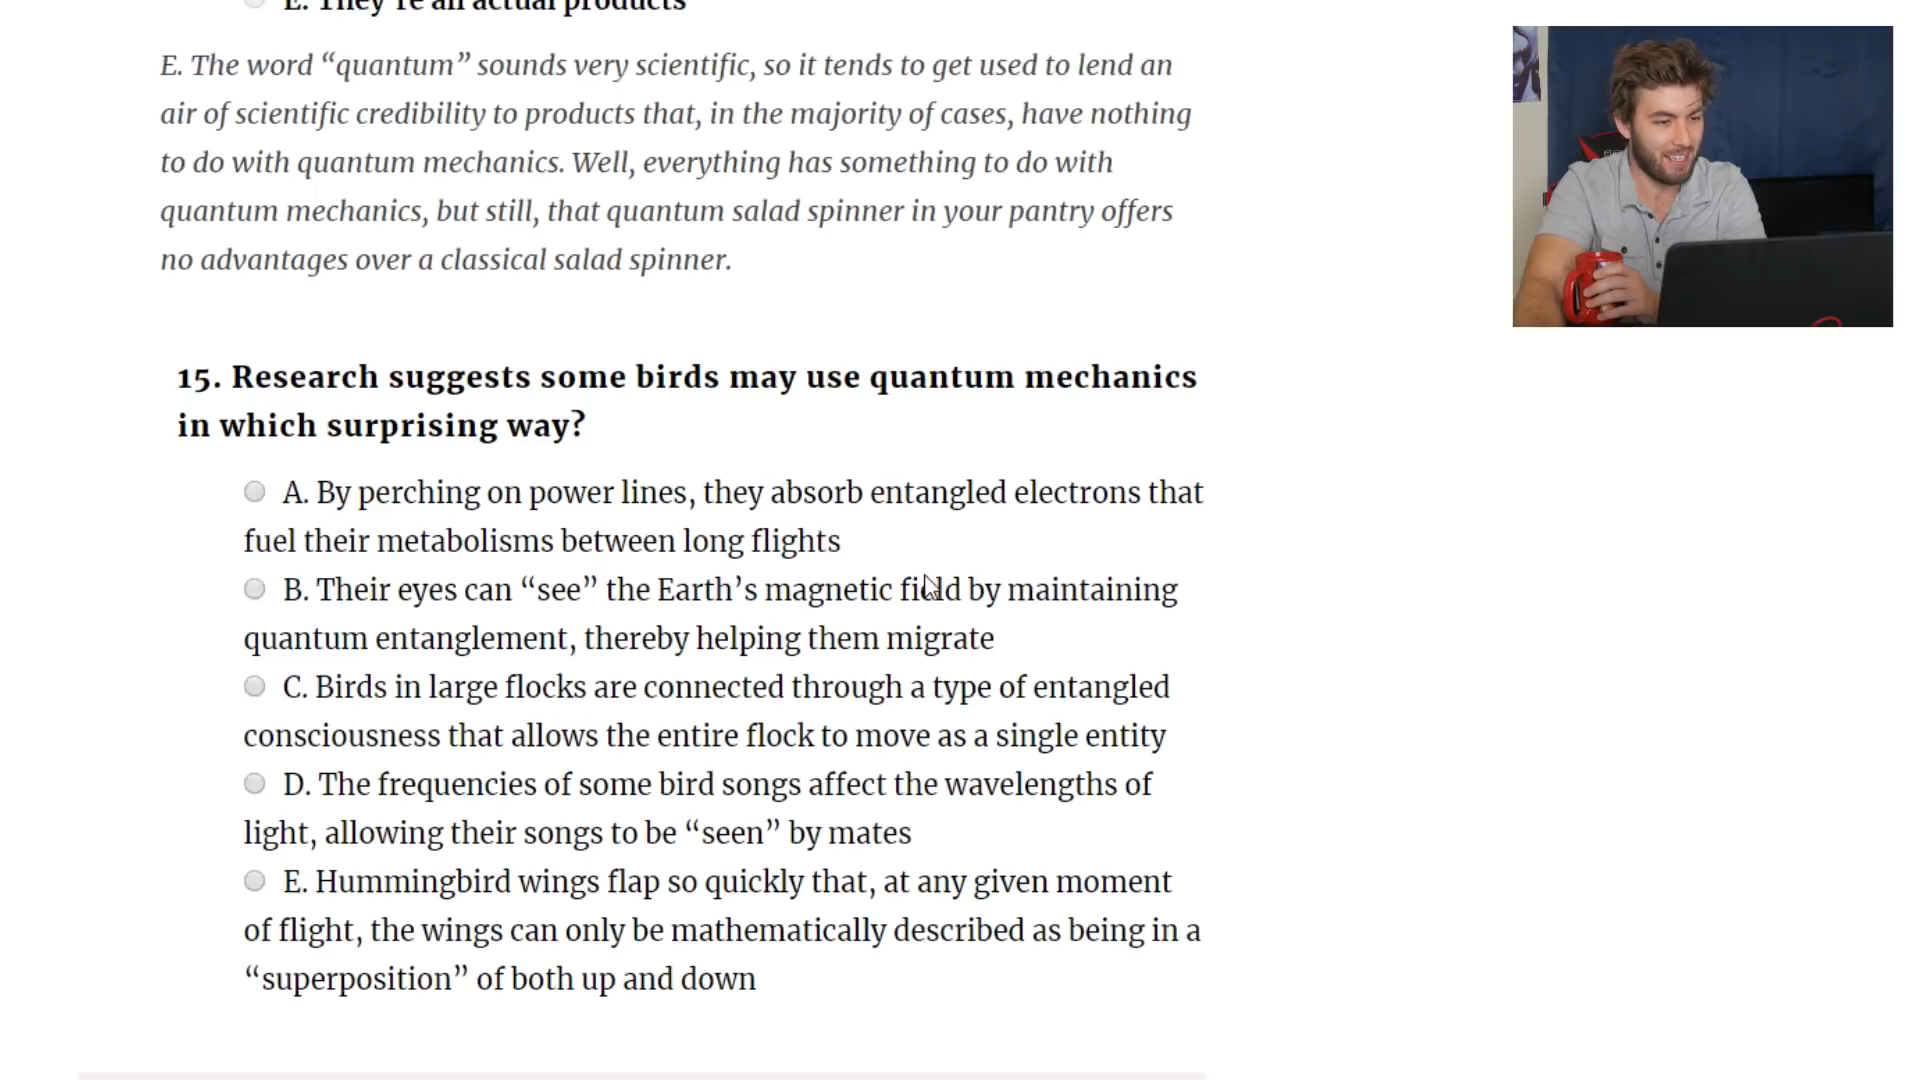 E. They're all actual products
E. The word “quantum” sounds very scientific, so it tends to get used to lend an
air of scientific credibility to products that, in the majority of cases, have nothing
to do with quantum mechanics. Well, everything has something to do with
quantum mechanics, but still, that quantum salad spinner in your pantry offers
no advantages over a classical salad spinner.
15. Research suggests some birds may use quantum mechanics
in which surprising way?
A. By perching on power lines, they absorb entangled electrons that
fuel their metabolisms between long flights
B. Their eyes can “see” the Earth’s magnetic field by maintaining
quantum entanglement, thereby helping them migrate
C. Birds in large flocks are connected through a type of entangled
consciousness that allows the entire flock to move as a single entity
D. The frequencies of some bird songs affect the wavelengths of
light, allowing their songs to be “seen” by mates
E. Hummingbird wings flap so quickly that, at any given moment
of flight, the wings can only be mathematically described as being in a
“superposition” of both up and down